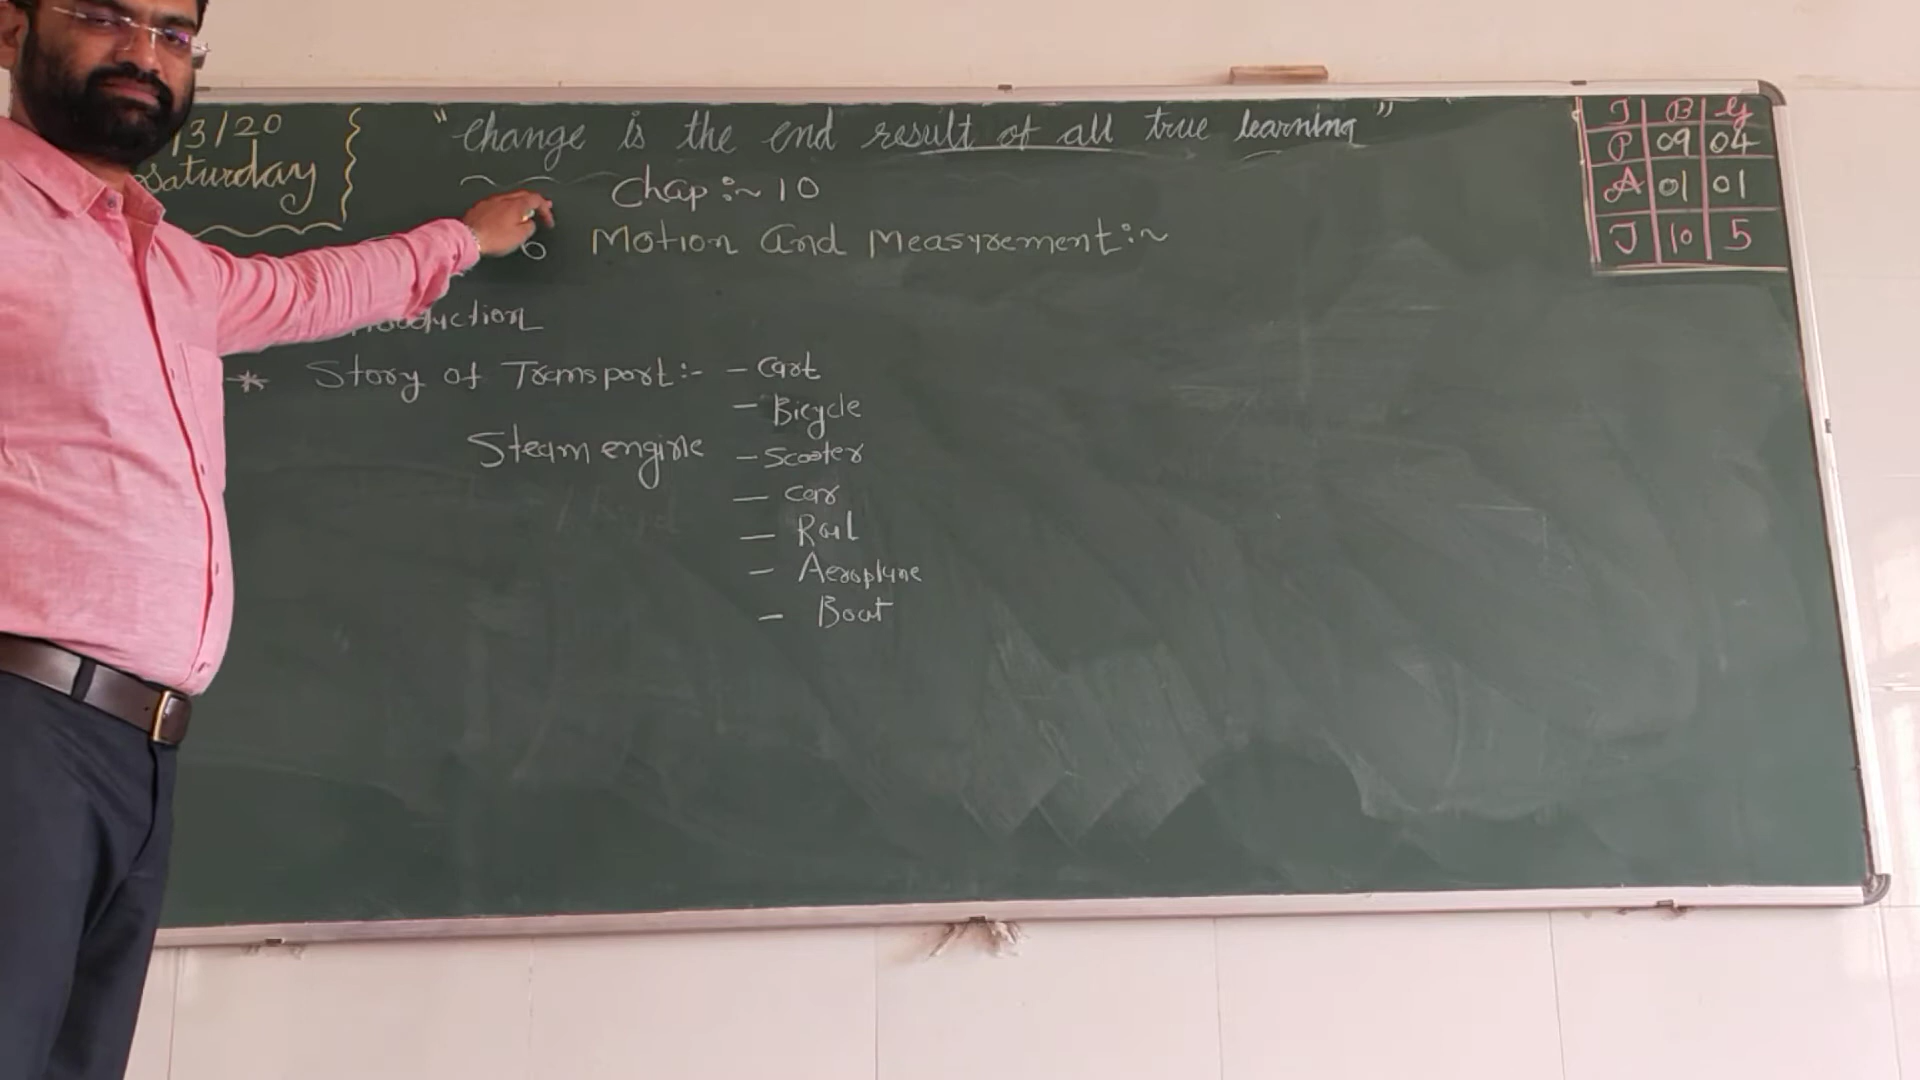 /3/20
Saturday
"change is the end result of all true learning"
Chap:~ 10
6 Motion and Measurement:~
* Story of Transport:- - Cart
- Bicycle
Steam engine
- Scooter
- Car
- Rail
- Aeroplane
- Boat
T B G
P 09 04
A 01 01
T 10 5